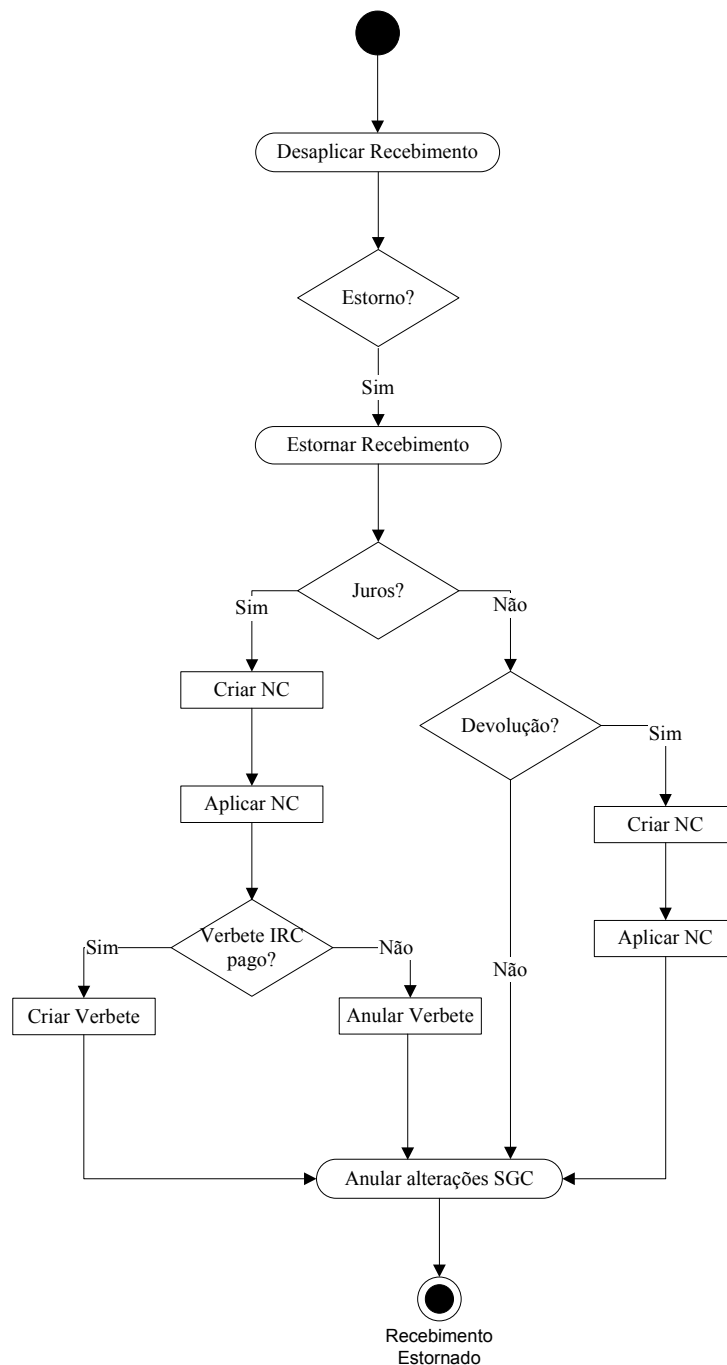 Desaplicar Recebimento
Estorno?
Sim
Estornar Recebimento
Juros?
Sim
Não
Criar NC
Devolução?
Sim
Aplicar NC
Criar NC
Verbete IRC
pago?
Sim
Não
Aplicar NC
Não
Criar Verbete
Anular Verbete
Anular alterações SGC
Recebimento
Estornado